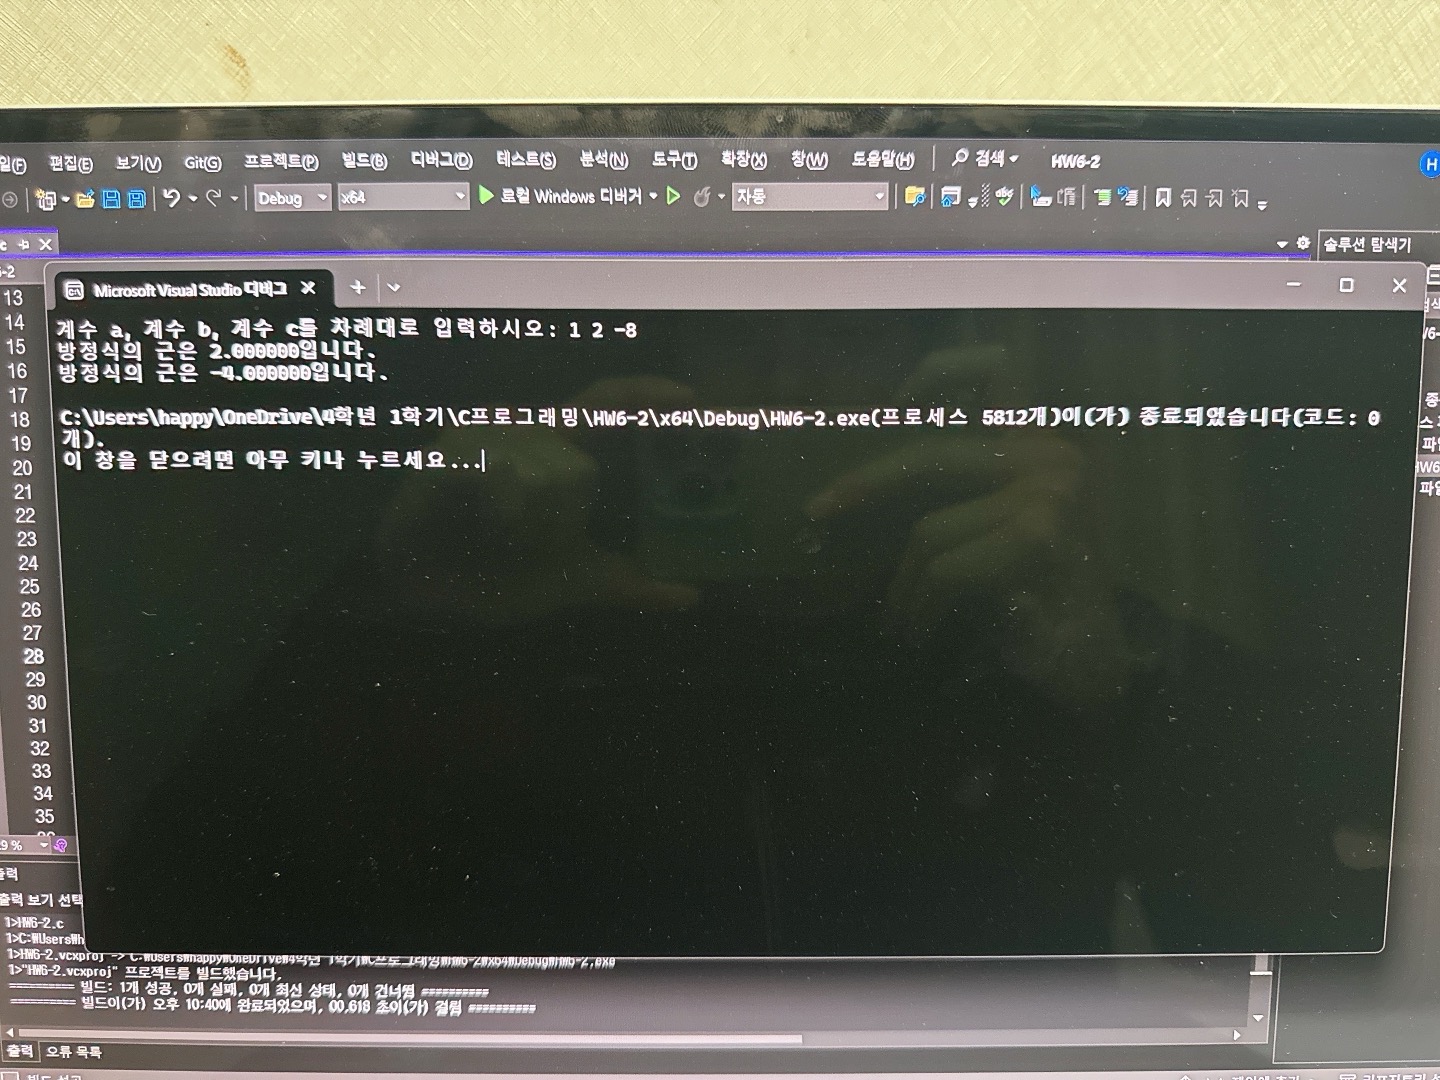 일(F) 편집(E) 보기(V) Git(G) 프로젝트(P) 빌드(B) 디버그(D) 테스트(S) 분석(N) 도구(T) 확장(X) 창(W) 도움말(H) 검색 HW6-2 H
Debug x64 로컬 Windows 디버거 자동
솔루션 탐색기
6-2
Microsoft Visual Studio 디버그
13
14
15
16
17
18
19
20
21
22
23
24
25
26
27
28
29
30
31
32
33
34
35
계수 a, 계수 b, 계수 c를 차례대로 입력하시오: 1 2 -8
방정식의 근은 2.000000입니다.
방정식의 근은 -4.000000입니다.
C:\Users\happy\OneDrive\4학년 1학기\C프로그래밍\HW6-2\x64\Debug\HW6-2.exe(프로세스 5812개)이(가) 종료되었습니다(코드: 0
개).
이 창을 닫으려면 아무 키나 누르세요...
9 %
출력
출력 보기 선택
1>HW6-2.c
1>C:₩Users₩h
1>HW6-2.vcxproj -> C:₩Users₩happy₩OneDrive₩4학년 1학기₩C프로그래밍₩HW6-2₩x64₩Debug₩HW6-2.exe
1>"HW6-2.vcxproj" 프로젝트를 빌드했습니다.
========== 빌드: 1개 성공, 0개 실패, 0개 최신 상태, 0개 건너뜀 ==========
========== 빌드이(가) 오후 10:40에 완료되었으며, 00.618 초이(가) 걸림 ==========
출력 오류 목록